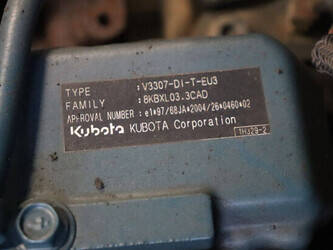 TYPE : V3307-DI-T-EU3
FAMILY : 8KBXL03.3CAD
APPROVAL NUMBER : e1*97/68JA*2004/26*0460*02
Kubota KUBOTA Corporation
1H329-2